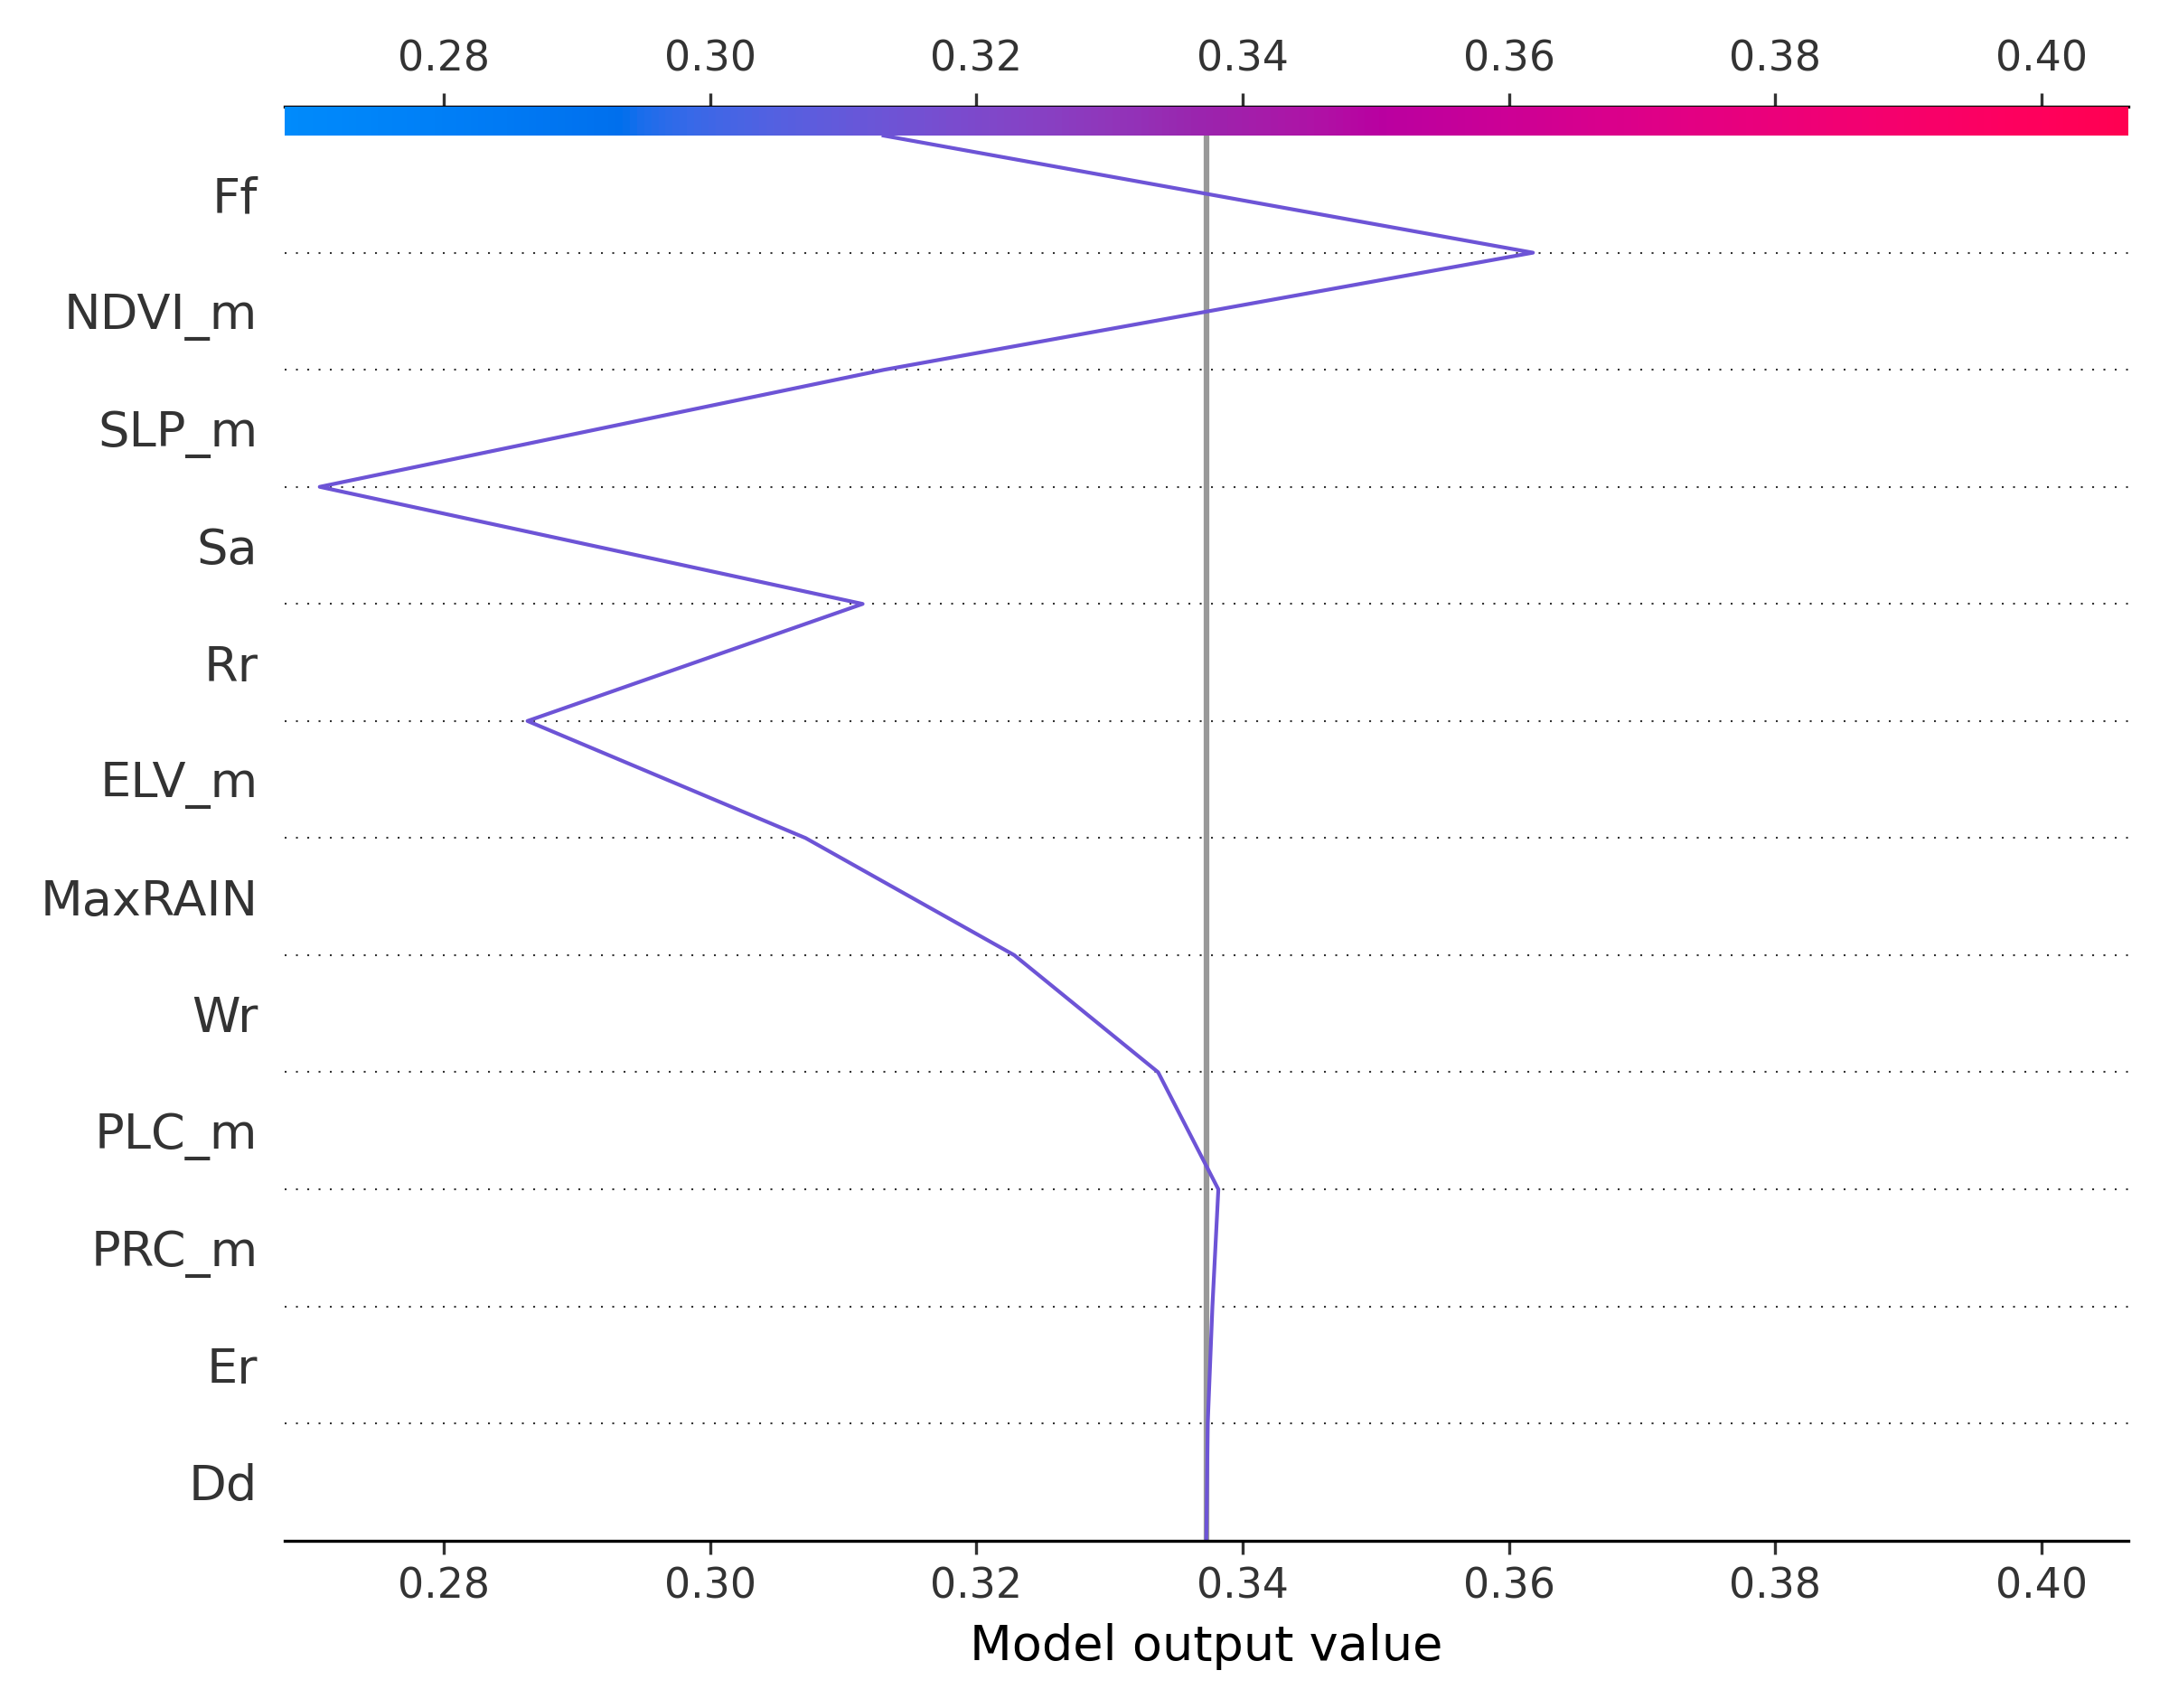 0.28 0.30 0.32 0.34 0.36 0.38 0.40
Ff
NDVI_m
SLP_m
Sa
Rr
ELV_m
MaxRAIN
Wr
PLC_m
PRC_m
Er
Dd
0.28 0.30 0.32 0.34 0.36 0.38 0.40
Model output value